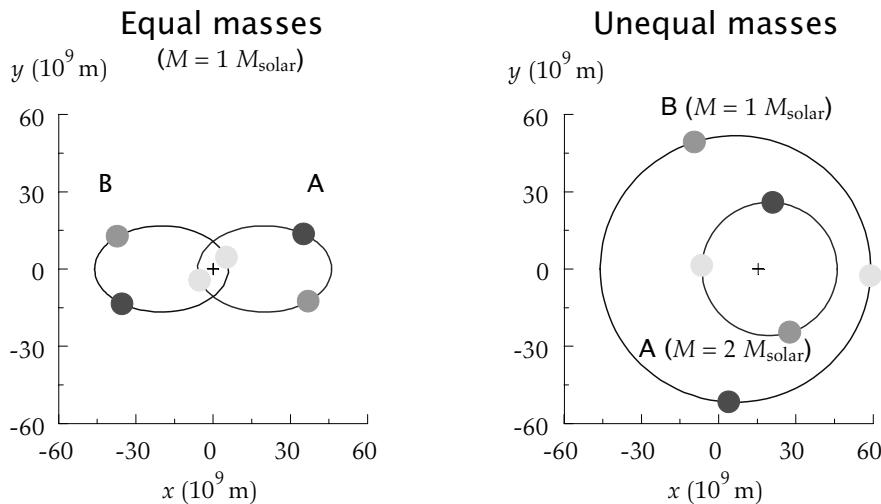 Equal masses
(M = 1 M_solar)
y (10^9 m)
60
30
0
-30
-60
B
A
-60 -30 0 30 60
x (10^9 m)
Unequal masses
y (10^9 m)
60
30
0
-30
-60
B (M = 1 M_solar)
A (M = 2 M_solar)
-60 -30 0 30 60
x (10^9 m)